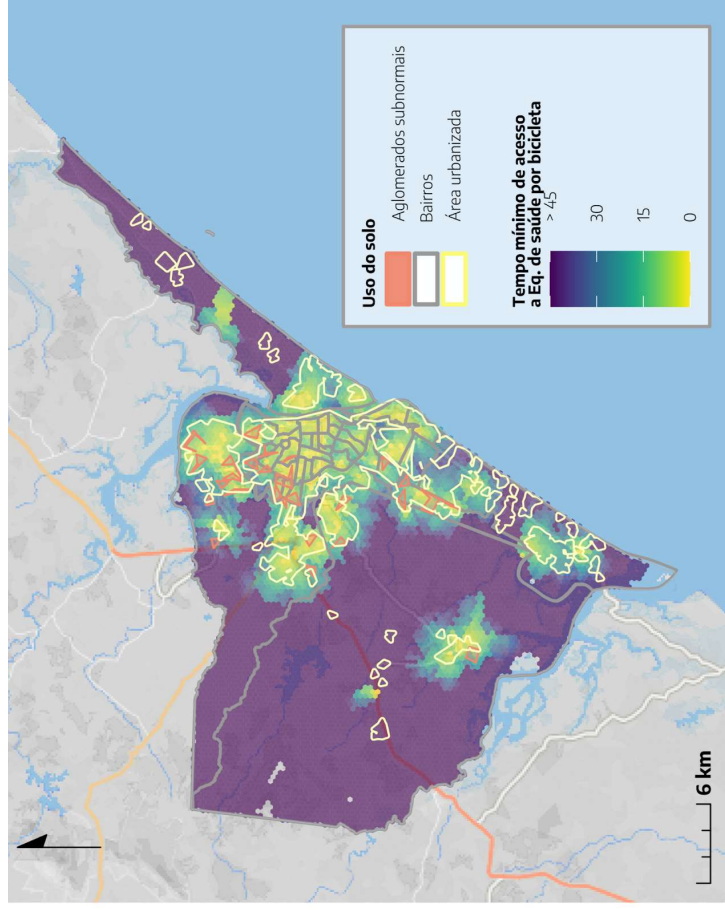 Uso do solo
Aglomerados subnormais
Bairros
Área urbanizada
Tempo mínimo de acesso
a Eq. de saúde por bicicleta
> 45
30
15
0
6 km